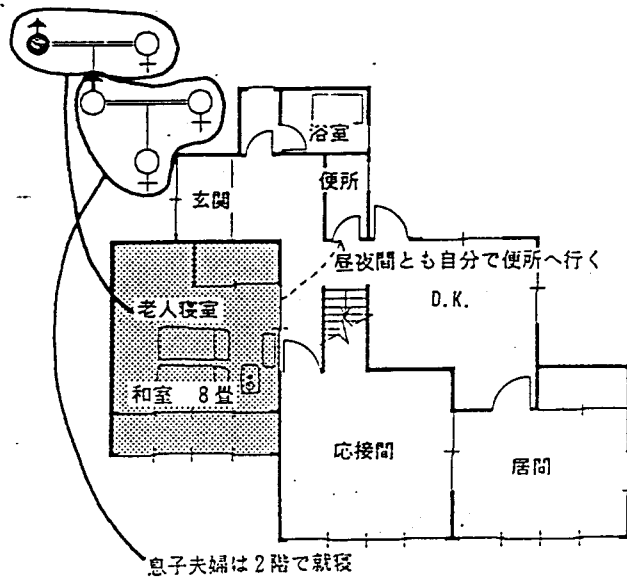 浴室
便所
玄関
昼夜間とも自分で便所へ行く
D.K.
老人寝室
和室 8畳
応接間
居間
息子夫婦は2階で就寝